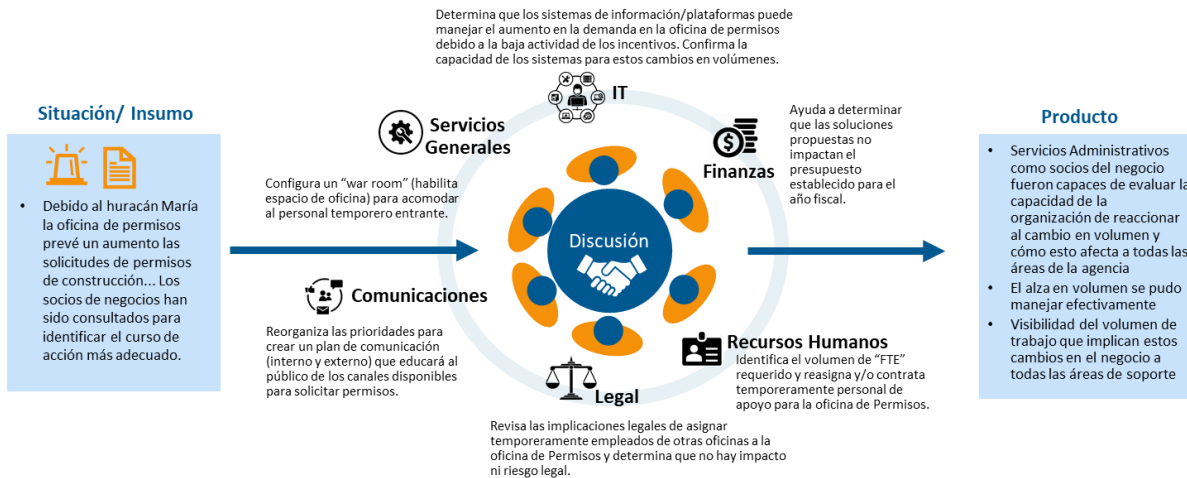 Situación/ Insumo
• Debido al huracán María
la oficina de permisos
prevé un aumento las
solicitudes de permisos
de construcción... Los
socios de negocios han
sido consultados para
identificar el curso de
acción más adecuado.
Determina que los sistemas de información/plataformas puede
manejar el aumento en la demanda en la oficina de permisos
debido a la baja actividad de los incentivos. Confirma la
capacidad de los sistemas para estos cambios en volúmenes.
IT
Servicios
Generales
Configura un “war room” (habilita
espacio de oficina) para acomodar
al personal temporero entrante.
Finanzas
Ayuda a determinar
que las soluciones
propuestas no
impactan el
presupuesto
establecido para el
año fiscal.
Discusión
Comunicaciones
Reorganiza las prioridades para
crear un plan de comunicación
(interno y externo) que educará al
público de los canales disponibles
para solicitar permisos.
Recursos Humanos
Identifica el volumen de “FTE”
requerido y reasigna y/o contrata
temporeramente personal de
apoyo para la oficina de Permisos.
Legal
Revisa las implicaciones legales de asignar
temporeramente empleados de otras oficinas a la
oficina de Permisos y determina que no hay impacto
ni riesgo legal.
Producto
• Servicios Administrativos
como socios del negocio
fueron capaces de evaluar la
capacidad de la
organización de reaccionar
al cambio en volumen y
cómo esto afecta a todas las
áreas de la agencia
• El alza en volumen se pudo
manejar efectivamente
• Visibilidad del volumen de
trabajo que implican estos
cambios en el negocio a
todas las áreas de soporte